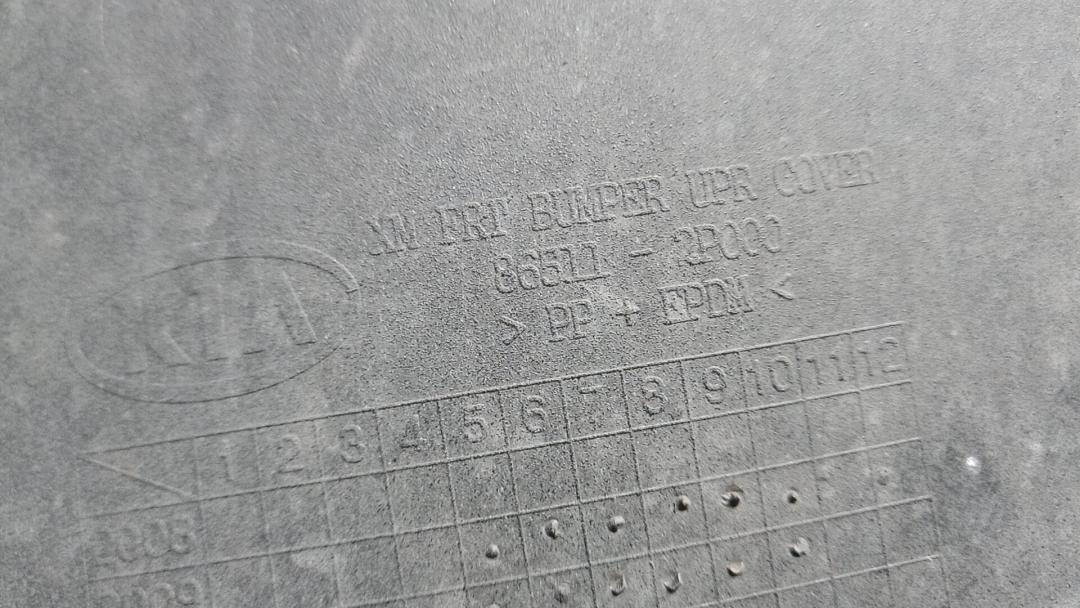 KIA
XM FRT BUMPER UPR COVER
86511 - 2P000
> PP + EPDM <
1 2 3 4 5 6 7 8 9 10 11 12
2008
2009